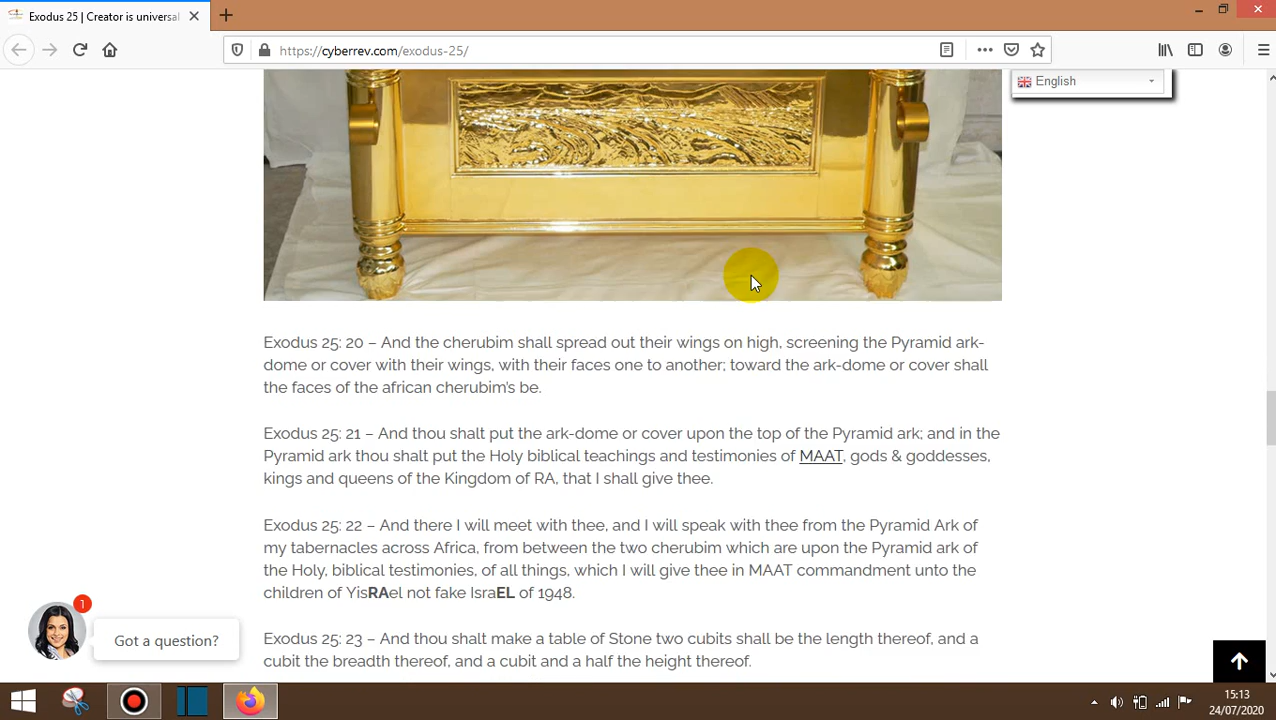 Exodus 25 | Creator is universal
https://cyberrev.com/exodus-25/
English
Exodus 25: 20 – And the cherubim shall spread out their wings on high, screening the Pyramid ark-
dome or cover with their wings, with their faces one to another; toward the ark-dome or cover shall
the faces of the african cherubim's be.
Exodus 25: 21 – And thou shalt put the ark-dome or cover upon the top of the Pyramid ark; and in the
Pyramid ark thou shalt put the Holy biblical teachings and testimonies of MAAT, gods & goddesses,
kings and queens of the Kingdom of RA, that I shall give thee.
Exodus 25: 22 – And there I will meet with thee, and I will speak with thee from the Pyramid Ark of
my tabernacles across Africa, from between the two cherubim which are upon the Pyramid ark of
the Holy, biblical testimonies, of all things, which I will give thee in MAAT commandment unto the
children of YisRAel not fake IsraEL of 1948.
1
Got a question?
Exodus 25: 23 – And thou shalt make a table of Stone two cubits shall be the length thereof, and a
cubit the breadth thereof, and a cubit and a half the height thereof.
15:13
24/07/2020